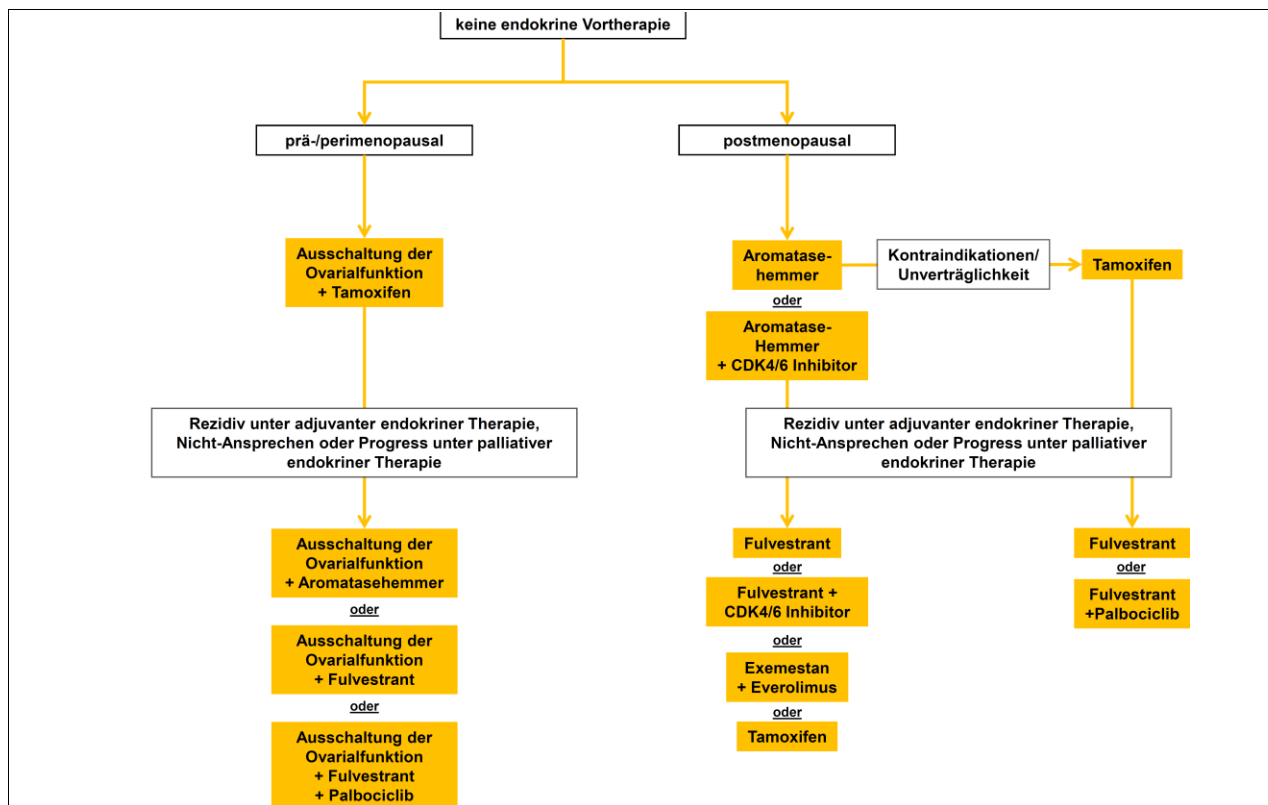 keine endokrine Vortherapie
prä-/perimenopausal
postmenopausal
Ausschaltung der
Ovarialfunktion
+ Tamoxifen
Aromatase-
hemmer
Kontraindikationen/
Unverträglichkeit
Tamoxifen
oder
Aromatase-
Hemmer
+ CDK4/6 Inhibitor
Rezidiv unter adjuvanter endokriner Therapie,
Nicht-Ansprechen oder Progress unter palliativer
endokriner Therapie
Rezidiv unter adjuvanter endokriner Therapie,
Nicht-Ansprechen oder Progress unter palliativer
endokriner Therapie
Ausschaltung der
Ovarialfunktion
+ Aromatasehemmer
oder
Ausschaltung der
Ovarialfunktion
+ Fulvestrant
oder
Ausschaltung der
Ovarialfunktion
+ Fulvestrant
+ Palbociclib
Fulvestrant
oder
Fulvestrant +
CDK4/6 Inhibitor
oder
Exemestan
+ Everolimus
oder
Tamoxifen
Fulvestrant
oder
Fulvestrant
+Palbociclib